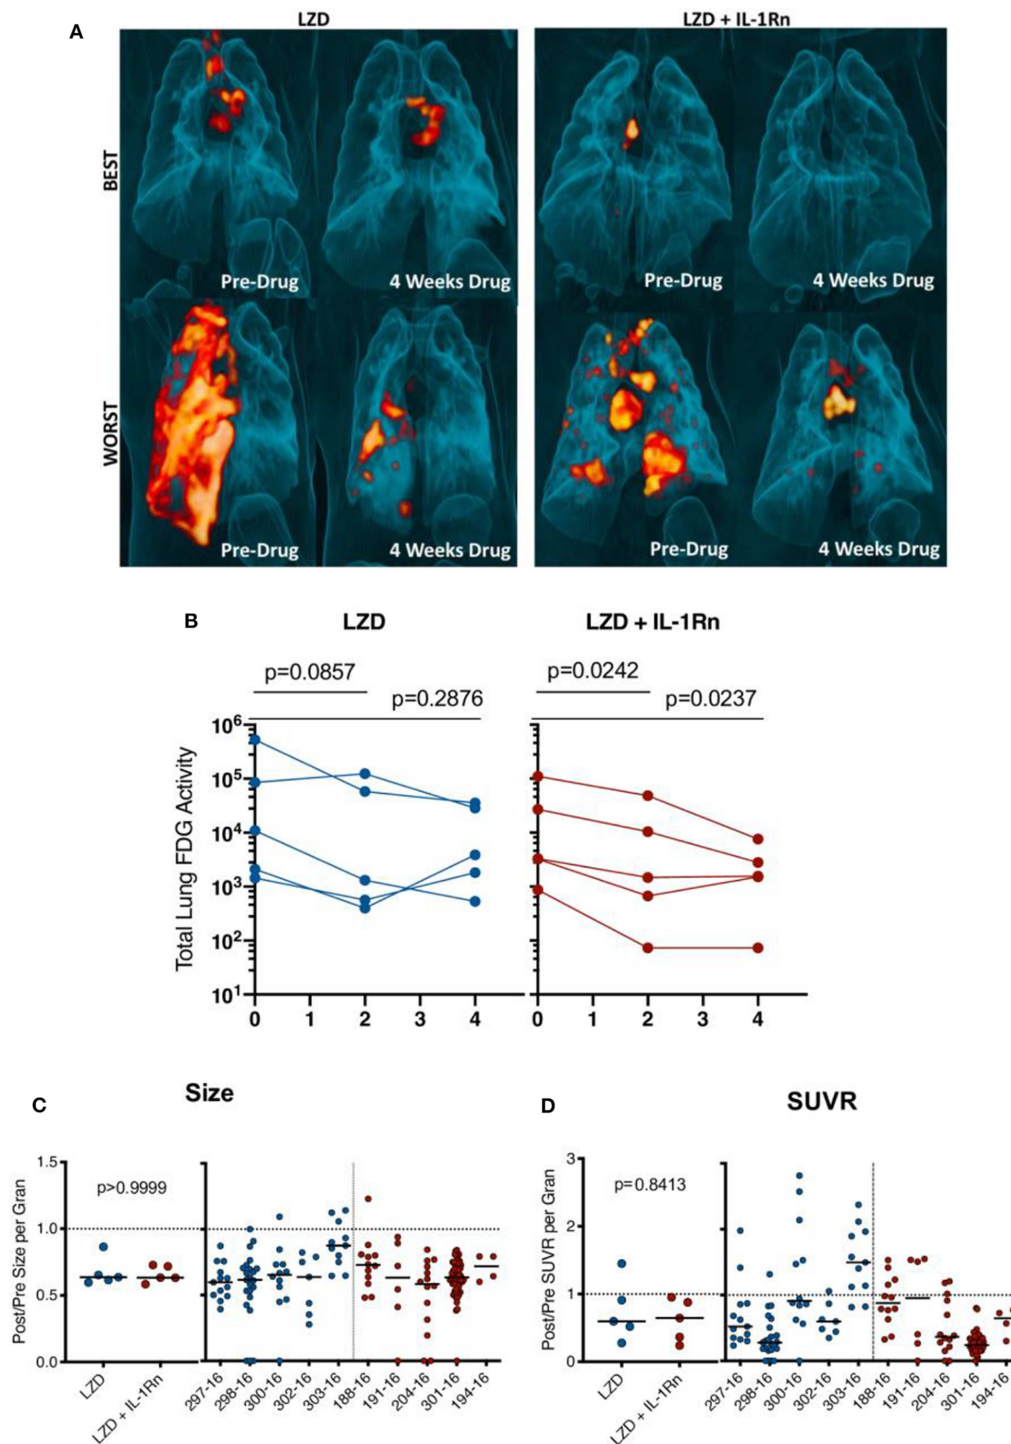 A
LZD
LZD + IL-1Rn
BEST
Pre-Drug
4 Weeks Drug
Pre-Drug
4 Weeks Drug
WORST
Pre-Drug
4 Weeks Drug
Pre-Drug
4 Weeks Drug
B
LZD
LZD + IL-1Rn
p=0.0857
p=0.2876
p=0.0242
p=0.0237
Total Lung FDG Activity
10⁶
10⁵
10⁴
10³
10²
10¹
0 1 2 3 4
0 1 2 3 4
C
Size
Post/Pre Size per Gran
1.5
1.0
0.5
0.0
p>0.9999
LZD
LZD + IL-1Rn
297-16
298-16
300-16
302-16
303-16
188-16
191-16
204-16
301-16
194-16
D
SUVR
Post/Pre SUVR per Gran
3
2
1
0
p=0.8413
LZD
LZD + IL-1Rn
297-16
298-16
300-16
302-16
303-16
188-16
191-16
204-16
301-16
194-16